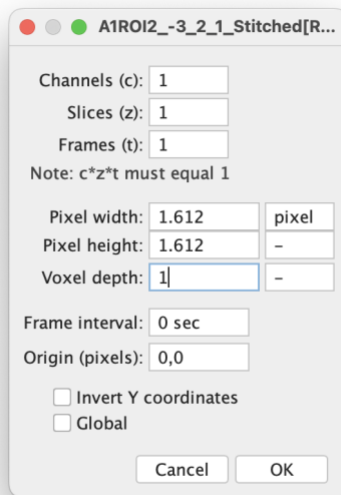 A1ROI2_-3_2_1_Stitched[R...
Channels (c): 1
Slices (z): 1
Frames (t): 1
Note: c*z*t must equal 1
Pixel width: 1.612 pixel
Pixel height: 1.612 -
Voxel depth: 1 -
Frame interval: 0 sec
Origin (pixels): 0,0
Invert Y coordinates
Global
Cancel OK